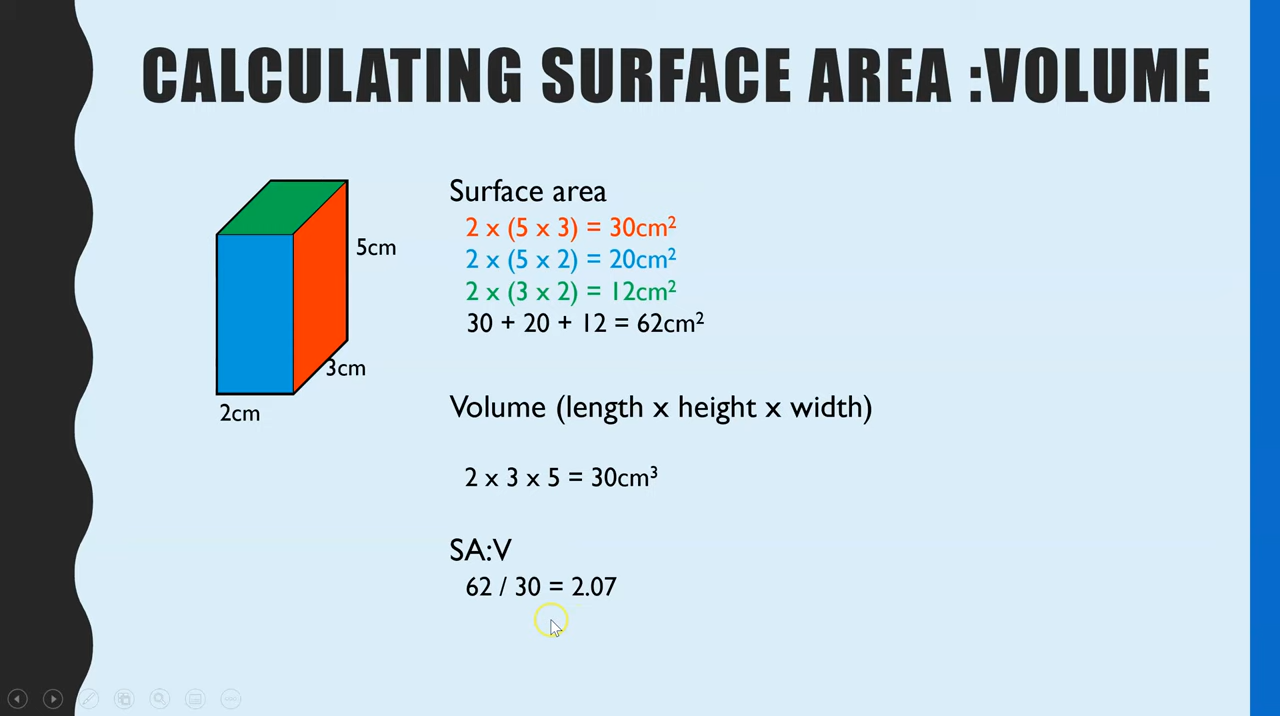 CALCULATING SURFACE AREA :VOLUME
5cm
3cm
2cm
Surface area
2 x (5 x 3) = 30cm²
2 x (5 x 2) = 20cm²
2 x (3 x 2) = 12cm²
30 + 20 + 12 = 62cm²
Volume (length x height x width)
2 x 3 x 5 = 30cm³
SA:V
62 / 30 = 2.07